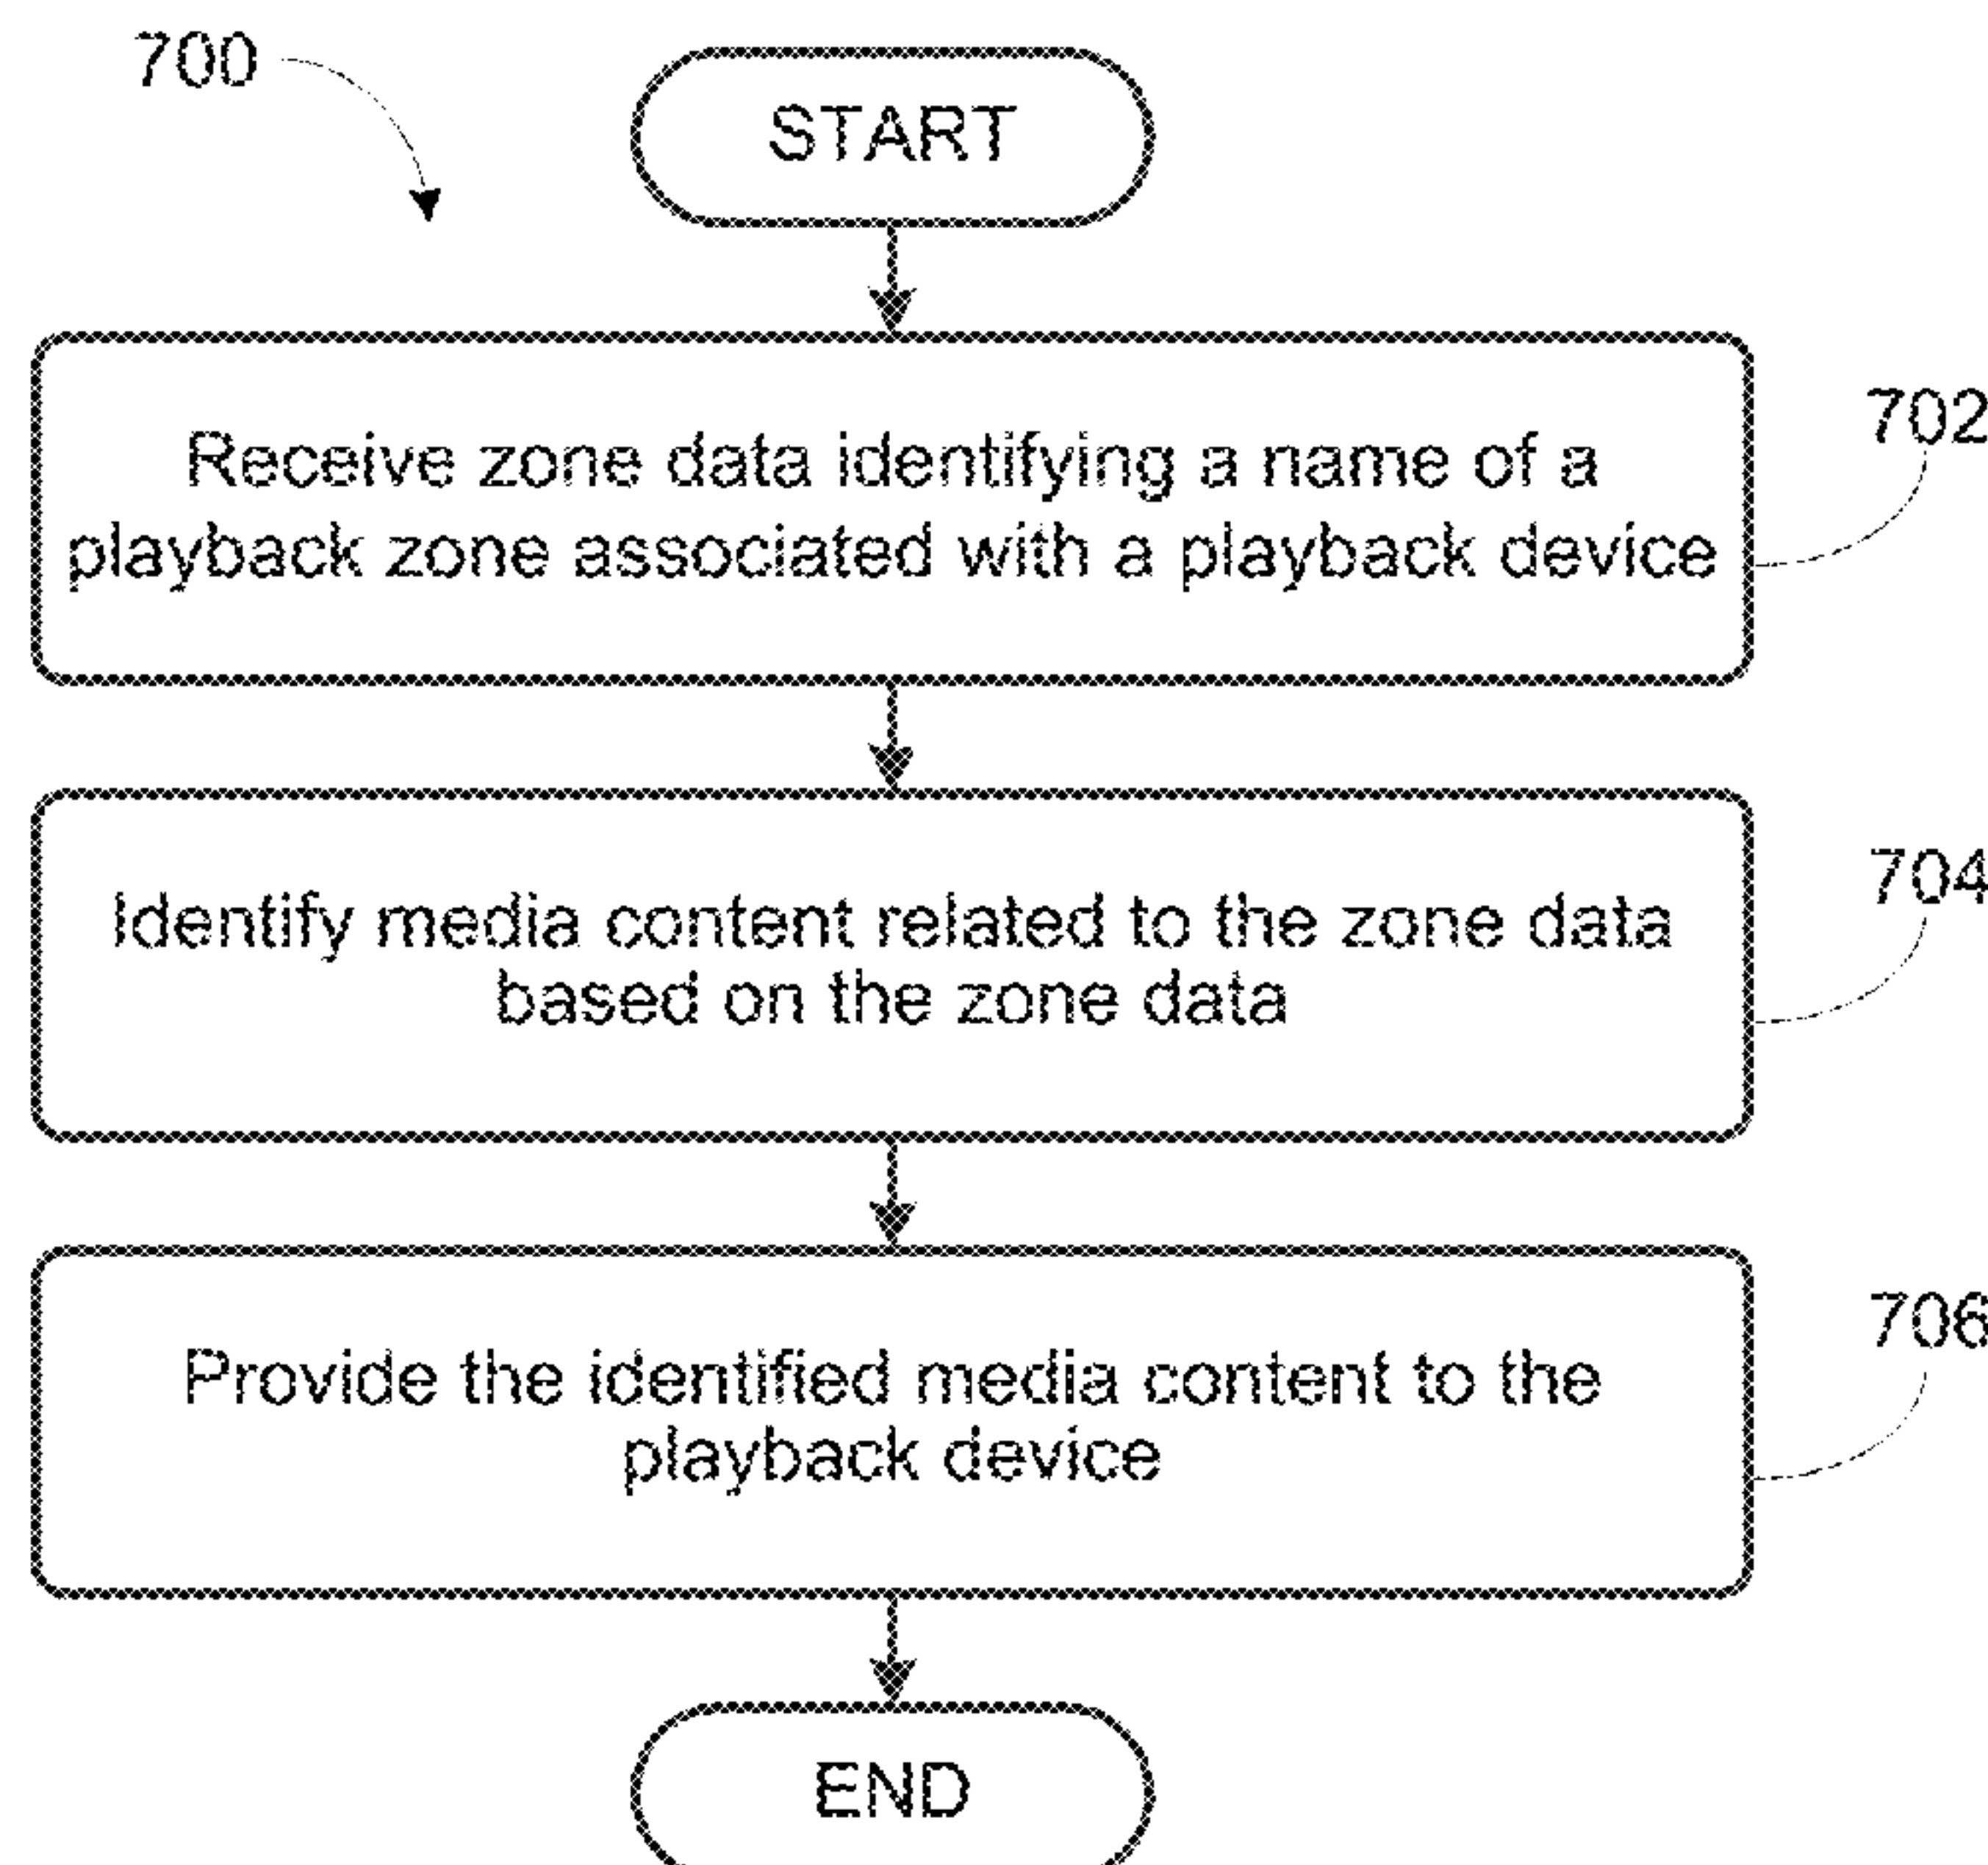 700
START
Receive zone data identifying a name of a
playback zone associated with a playback device
702
Identify media content related to the zone data
based on the zone data
704
Provide the identified media content to the
playback device
706
END